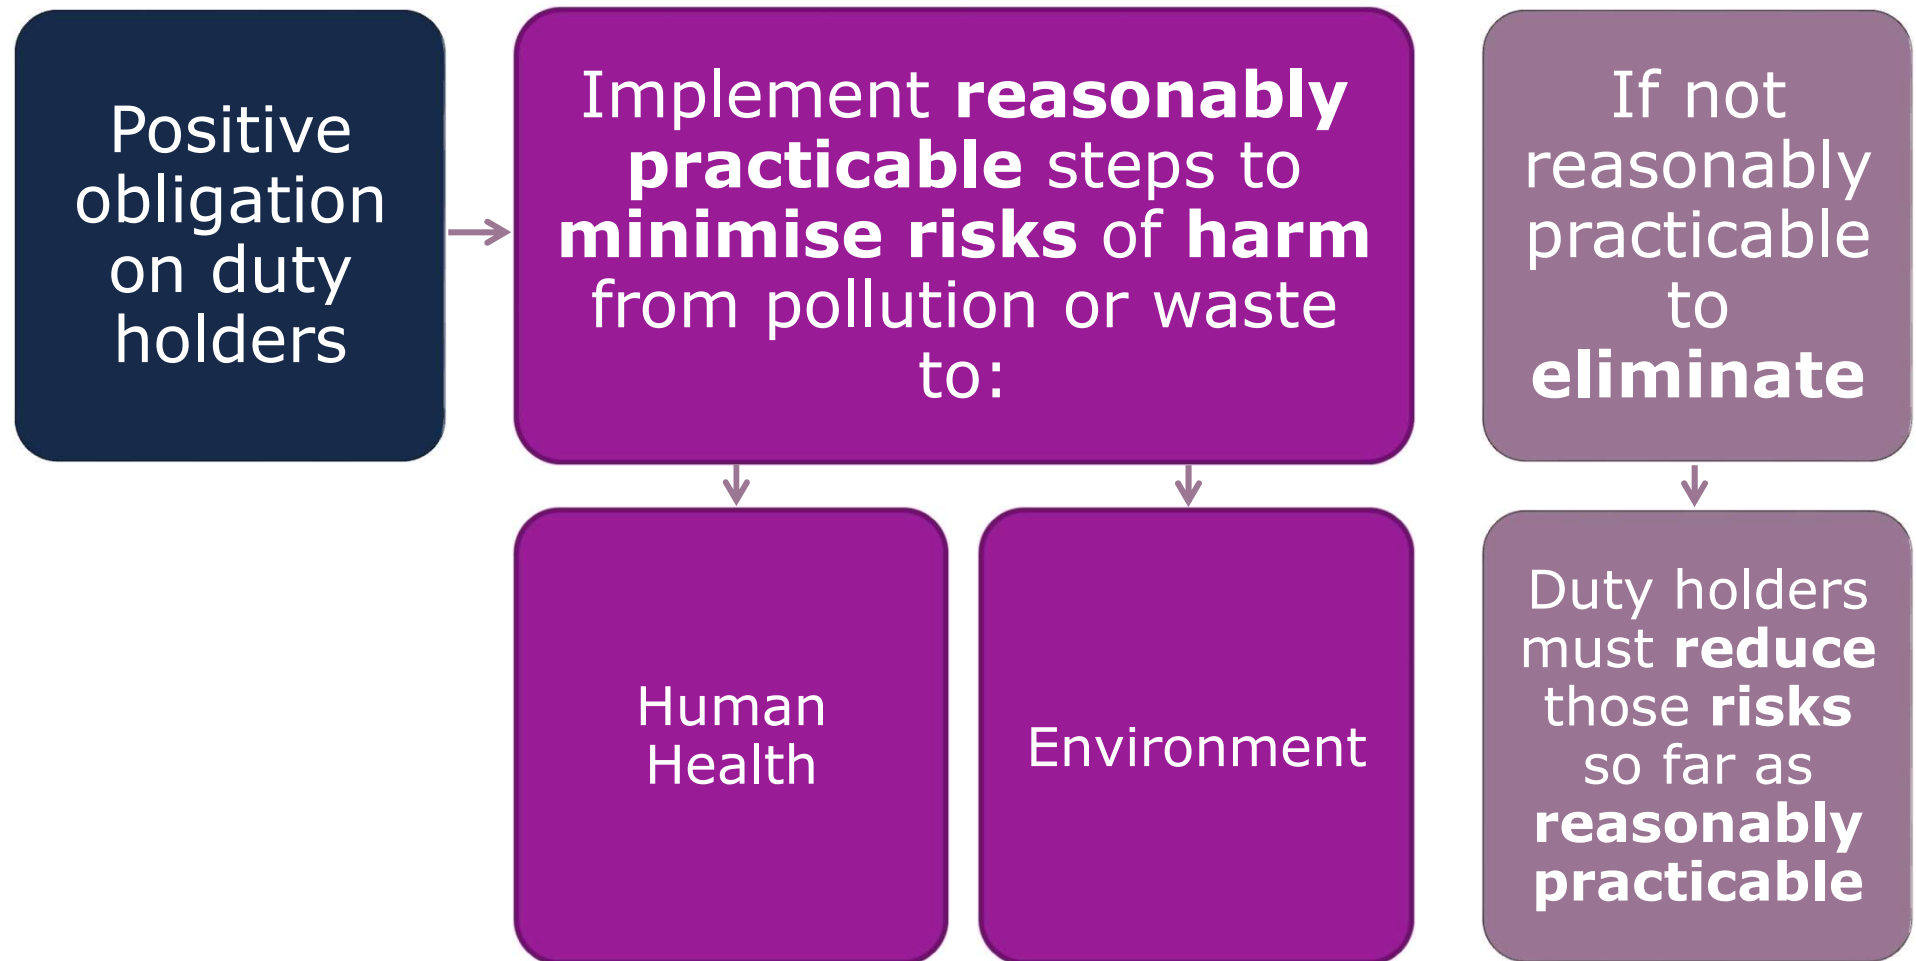 Positive
obligation
on duty
holders
Implement reasonably
practicable steps to
minimise risks of harm
from pollution or waste
to:
Human
Health
Environment
If not
reasonably
practicable
to
eliminate
Duty holders
must reduce
those risks
so far as
reasonably
practicable